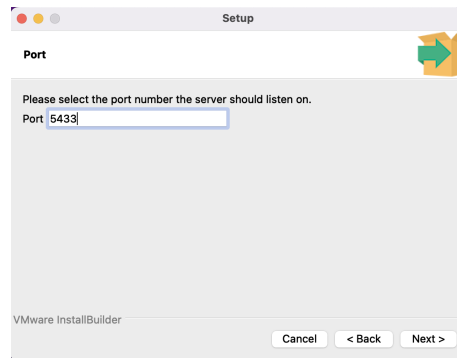 Setup
Port
Please select the port number the server should listen on.
Port 5433
VMware InstallBuilder
Cancel < Back Next >